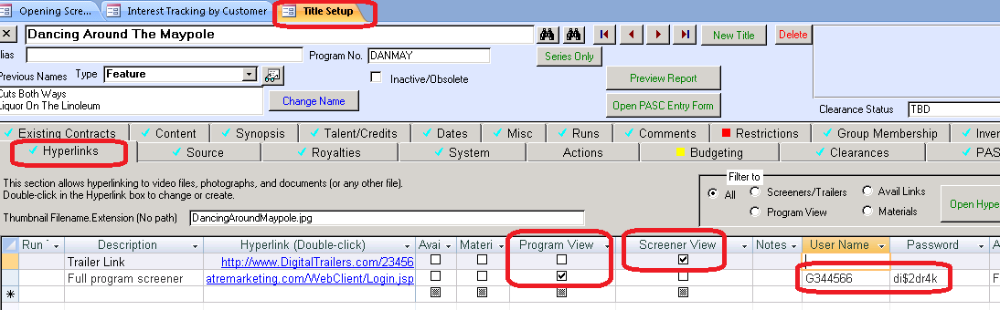 Opening Scre... Interest Tracking by Customer Title Setup
Dancing Around The Maypole New Title Delete
lias Program No. DANMAY Series Only
Previous Names Type Feature Inactive/Obsolete Preview Report
Cuts Both Ways
Liquor On The Linoleum Change Name Open PASC Entry Form Clearance Status TBD
Existing Contracts Content Synopsis Talent/Credits Dates Misc Runs Comments Restrictions Group Membership Inver
Hyperlinks Source Royalties System Actions Budgeting Clearances PAS
This section allows hyperlinking to video files, photographs, and documents (or any other file).
Double-click in the Hyperlink box to change or create.
Filter to
All Screeners/Trailers Avail Links
Program View Materials
Open Hype
Thumbnail Filename.Extension (No path) DancingAroundMaypole.jpg
Run Description Hyperlink (Double-click) Avai Materi Program View Screener View Notes User Name Password A
Trailer Link http://www.DigitalTrailers.com/23456
Full program screener atremarketing.com/WebClient/Login.jsp G344566 di$2dr4k F